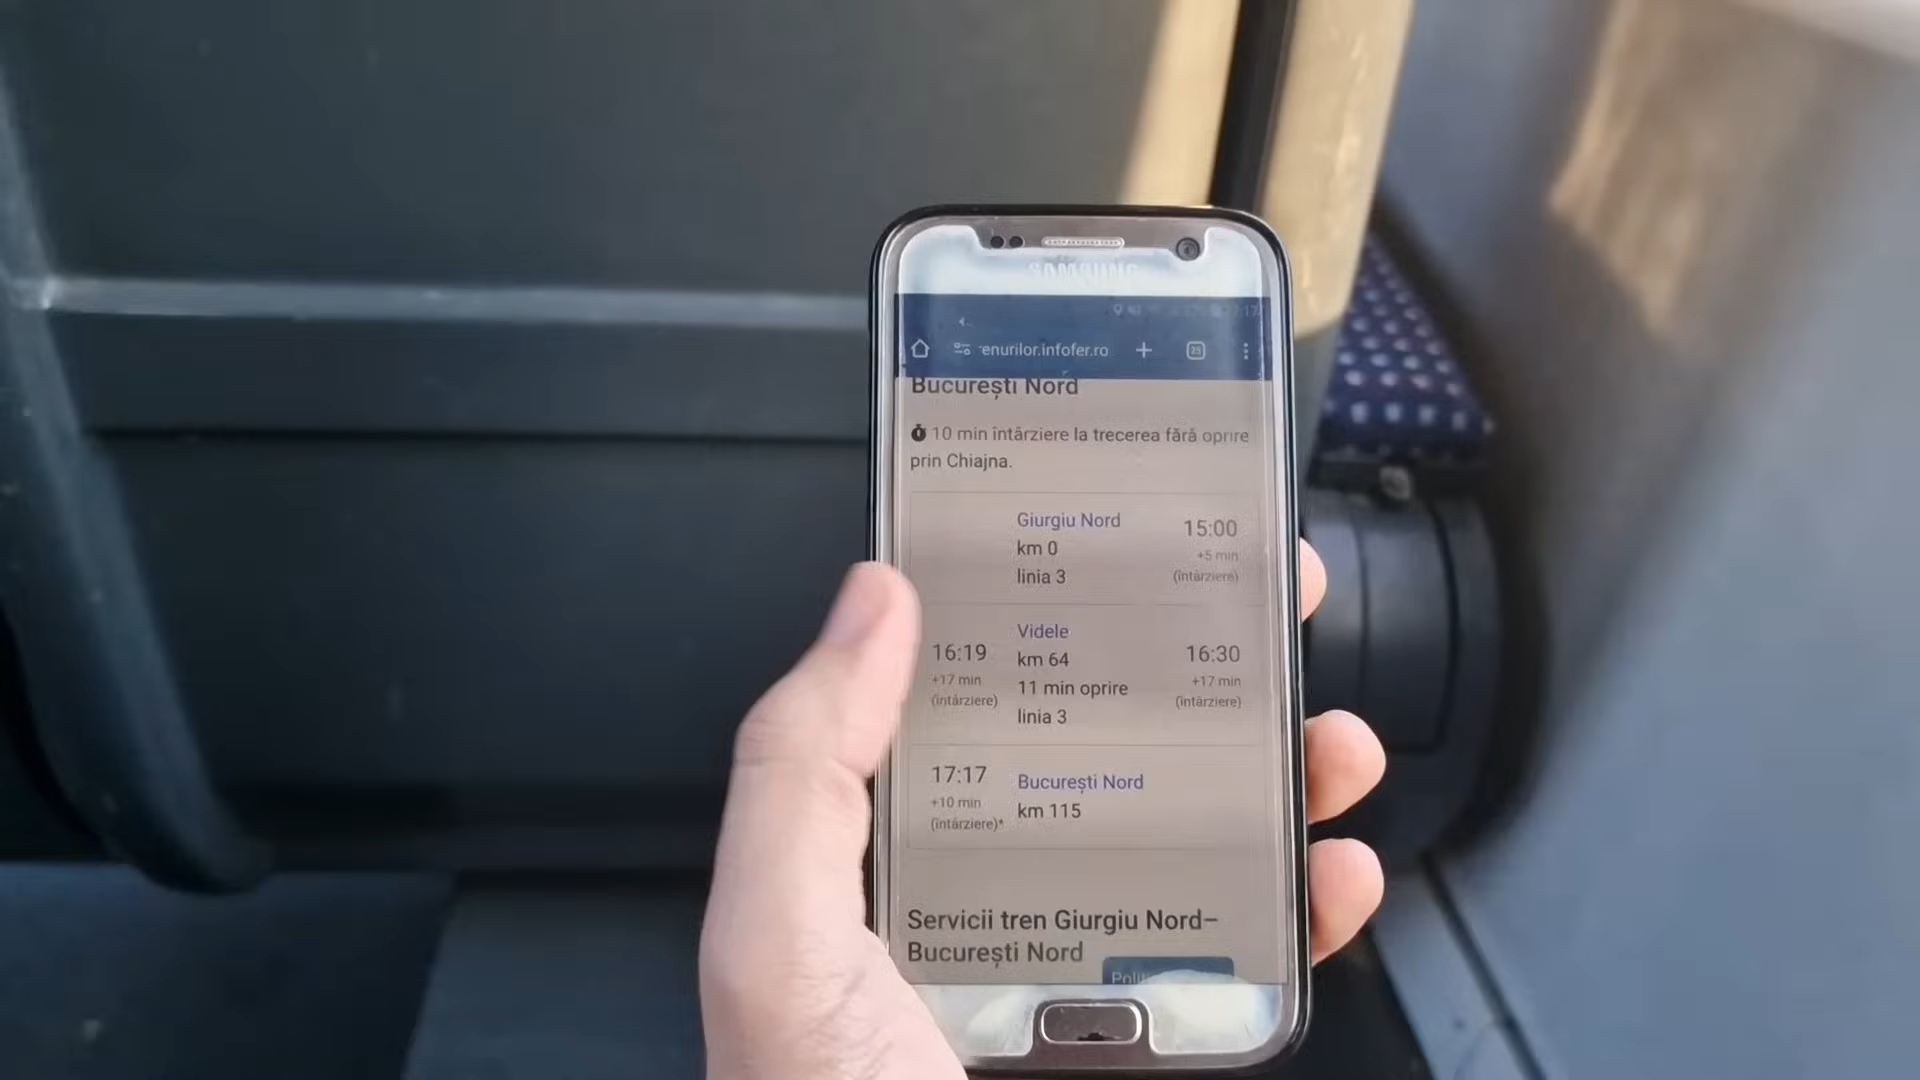 SAMSUNG
enurilor.infofer.ro
25
București Nord
10 min întârziere la trecerea fără oprire
prin Chiajna.
Giurgiu Nord
15:00
km 0
+5 min
linia 3
(întârziere)
Videle
16:19
km 64
16:30
+17 min
11 min oprire
+17 min
(întârziere)
linia 3
(întârziere)
17:17
București Nord
+10 min
km 115
(întârziere)*
Servicii tren Giurgiu Nord–
București Nord